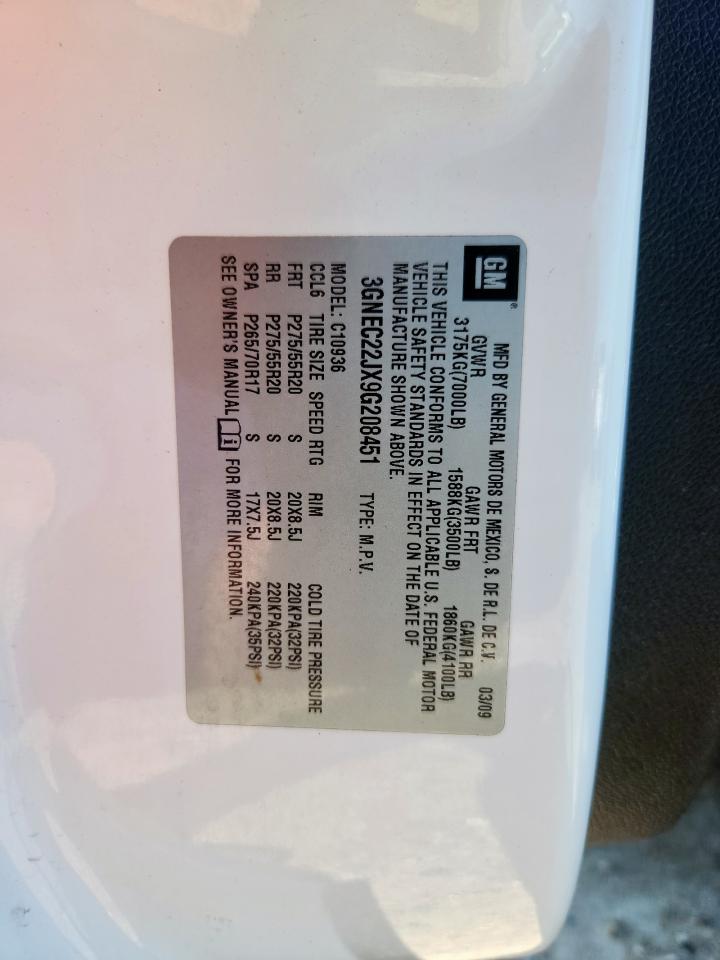 GM®
MFD BY GENERAL MOTORS DE MEXICO, S. DE R.L. DE C.V. 03/09
GVWR GAWR FRT GAWR RR
3175KG(7000LB) 1588KG(3500LB) 1860KG(4100LB)
THIS VEHICLE CONFORMS TO ALL APPLICABLE U.S. FEDERAL MOTOR
VEHICLE SAFETY STANDARDS IN EFFECT ON THE DATE OF
MANUFACTURE SHOWN ABOVE.
3GNEC22JX9G208451 TYPE: M.P.V.
MODEL: C10936
CCL6 TIRE SIZE SPEED RTG RIM COLD TIRE PRESSURE
FRT P275/55R20 S 20X8.5J 220KPA(32PSI)
RR P275/55R20 S 20X8.5J 220KPA(32PSI)
SPA P265/70R17 S 17X7.5J 240KPA(35PSI)
SEE OWNER'S MANUAL i FOR MORE INFORMATION.